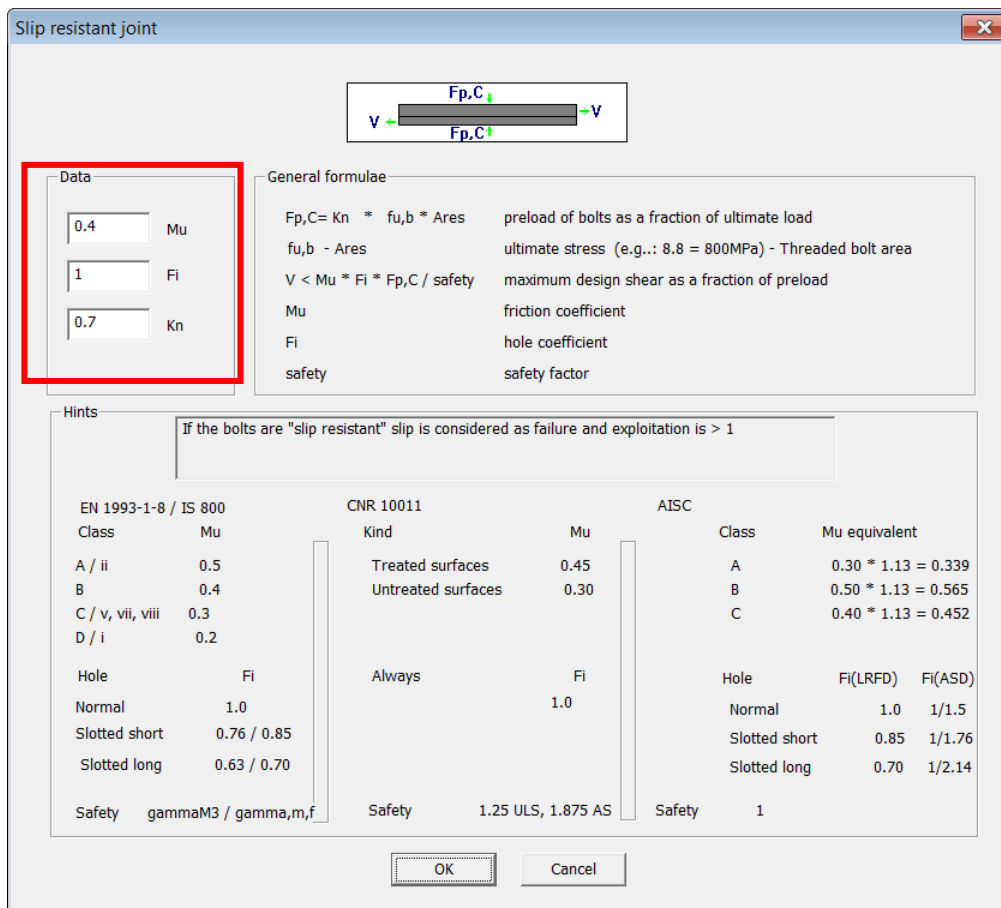 Slip resistant joint
Fp,C
V V
Fp,C
Data
0.4 Mu
1 Fi
0.7 Kn
General formulae
Fp,C= Kn * fu,b * Ares preload of bolts as a fraction of ultimate load
fu,b - Ares ultimate stress (e.g..: 8.8 = 800MPa) - Threaded bolt area
V < Mu * Fi * Fp,C / safety maximum design shear as a fraction of preload
Mu friction coefficient
Fi hole coefficient
safety safety factor
Hints
If the bolts are "slip resistant" slip is considered as failure and exploitation is > 1
EN 1993-1-8 / IS 800
Class Mu
A / ii 0.5
B 0.4
C / v, vii, viii 0.3
D / i 0.2
Hole Fi
Normal 1.0
Slotted short 0.76 / 0.85
Slotted long 0.63 / 0.70
Safety gammaM3 / gamma,m,f
CNR 10011
Kind Mu
Treated surfaces 0.45
Untreated surfaces 0.30
Always Fi
1.0
Safety 1.25 ULS, 1.875 AS
AISC
Class Mu equivalent
A 0.30 * 1.13 = 0.339
B 0.50 * 1.13 = 0.565
C 0.40 * 1.13 = 0.452
Hole Fi(LRFD) Fi(ASD)
Normal 1.0 1/1.5
Slotted short 0.85 1/1.76
Slotted long 0.70 1/2.14
Safety 1
OK Cancel